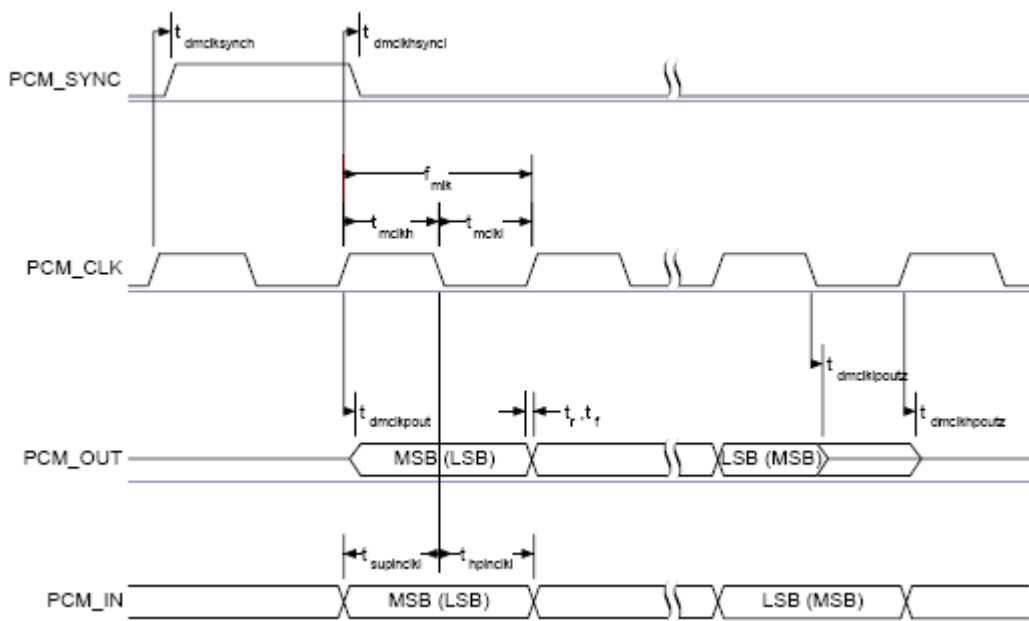 t dmclksynch
t dmclkhsyncl
PCM_SYNC
f mlk
t mclkh
t mclkl
PCM_CLK
t dmclklpoutz
t dmclkpout
t r , t f
t dmclkhpoutz
PCM_OUT
MSB (LSB)
LSB (MSB)
t supinclkl
t hpinclkl
PCM_IN
MSB (LSB)
LSB (MSB)